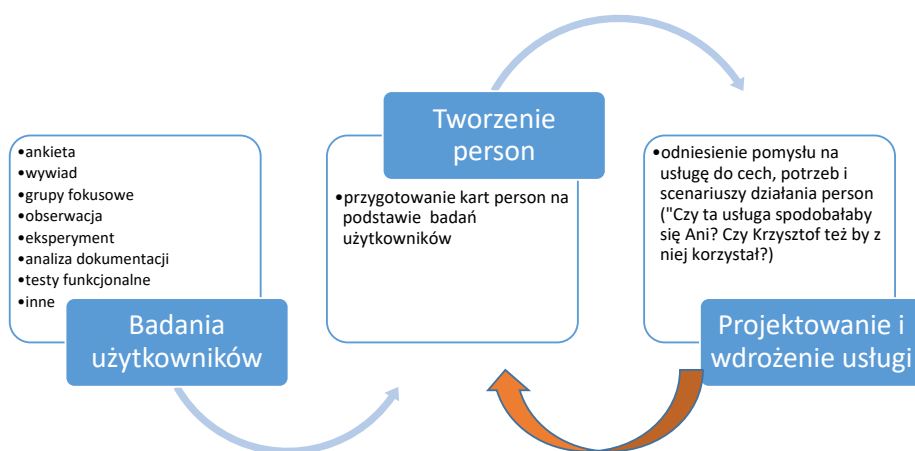 •ankieta
•wywiad
•grupy fokusowe
•obserwacja
•eksperyment
•analiza dokumentacji
•testy funkcjonalne
•inne
Badania
użytkowników
Tworzenie
person
•przygotowanie kart person na
podstawie badań
użytkowników
•odniesienie pomysłu na
usługę do cech, potrzeb i
scenariuszy działania person
("Czy ta usługa spodobałaby
się Ani? Czy Krzysztof też by z
niej korzystał?)
Projektowanie i
wdrożenie usługi